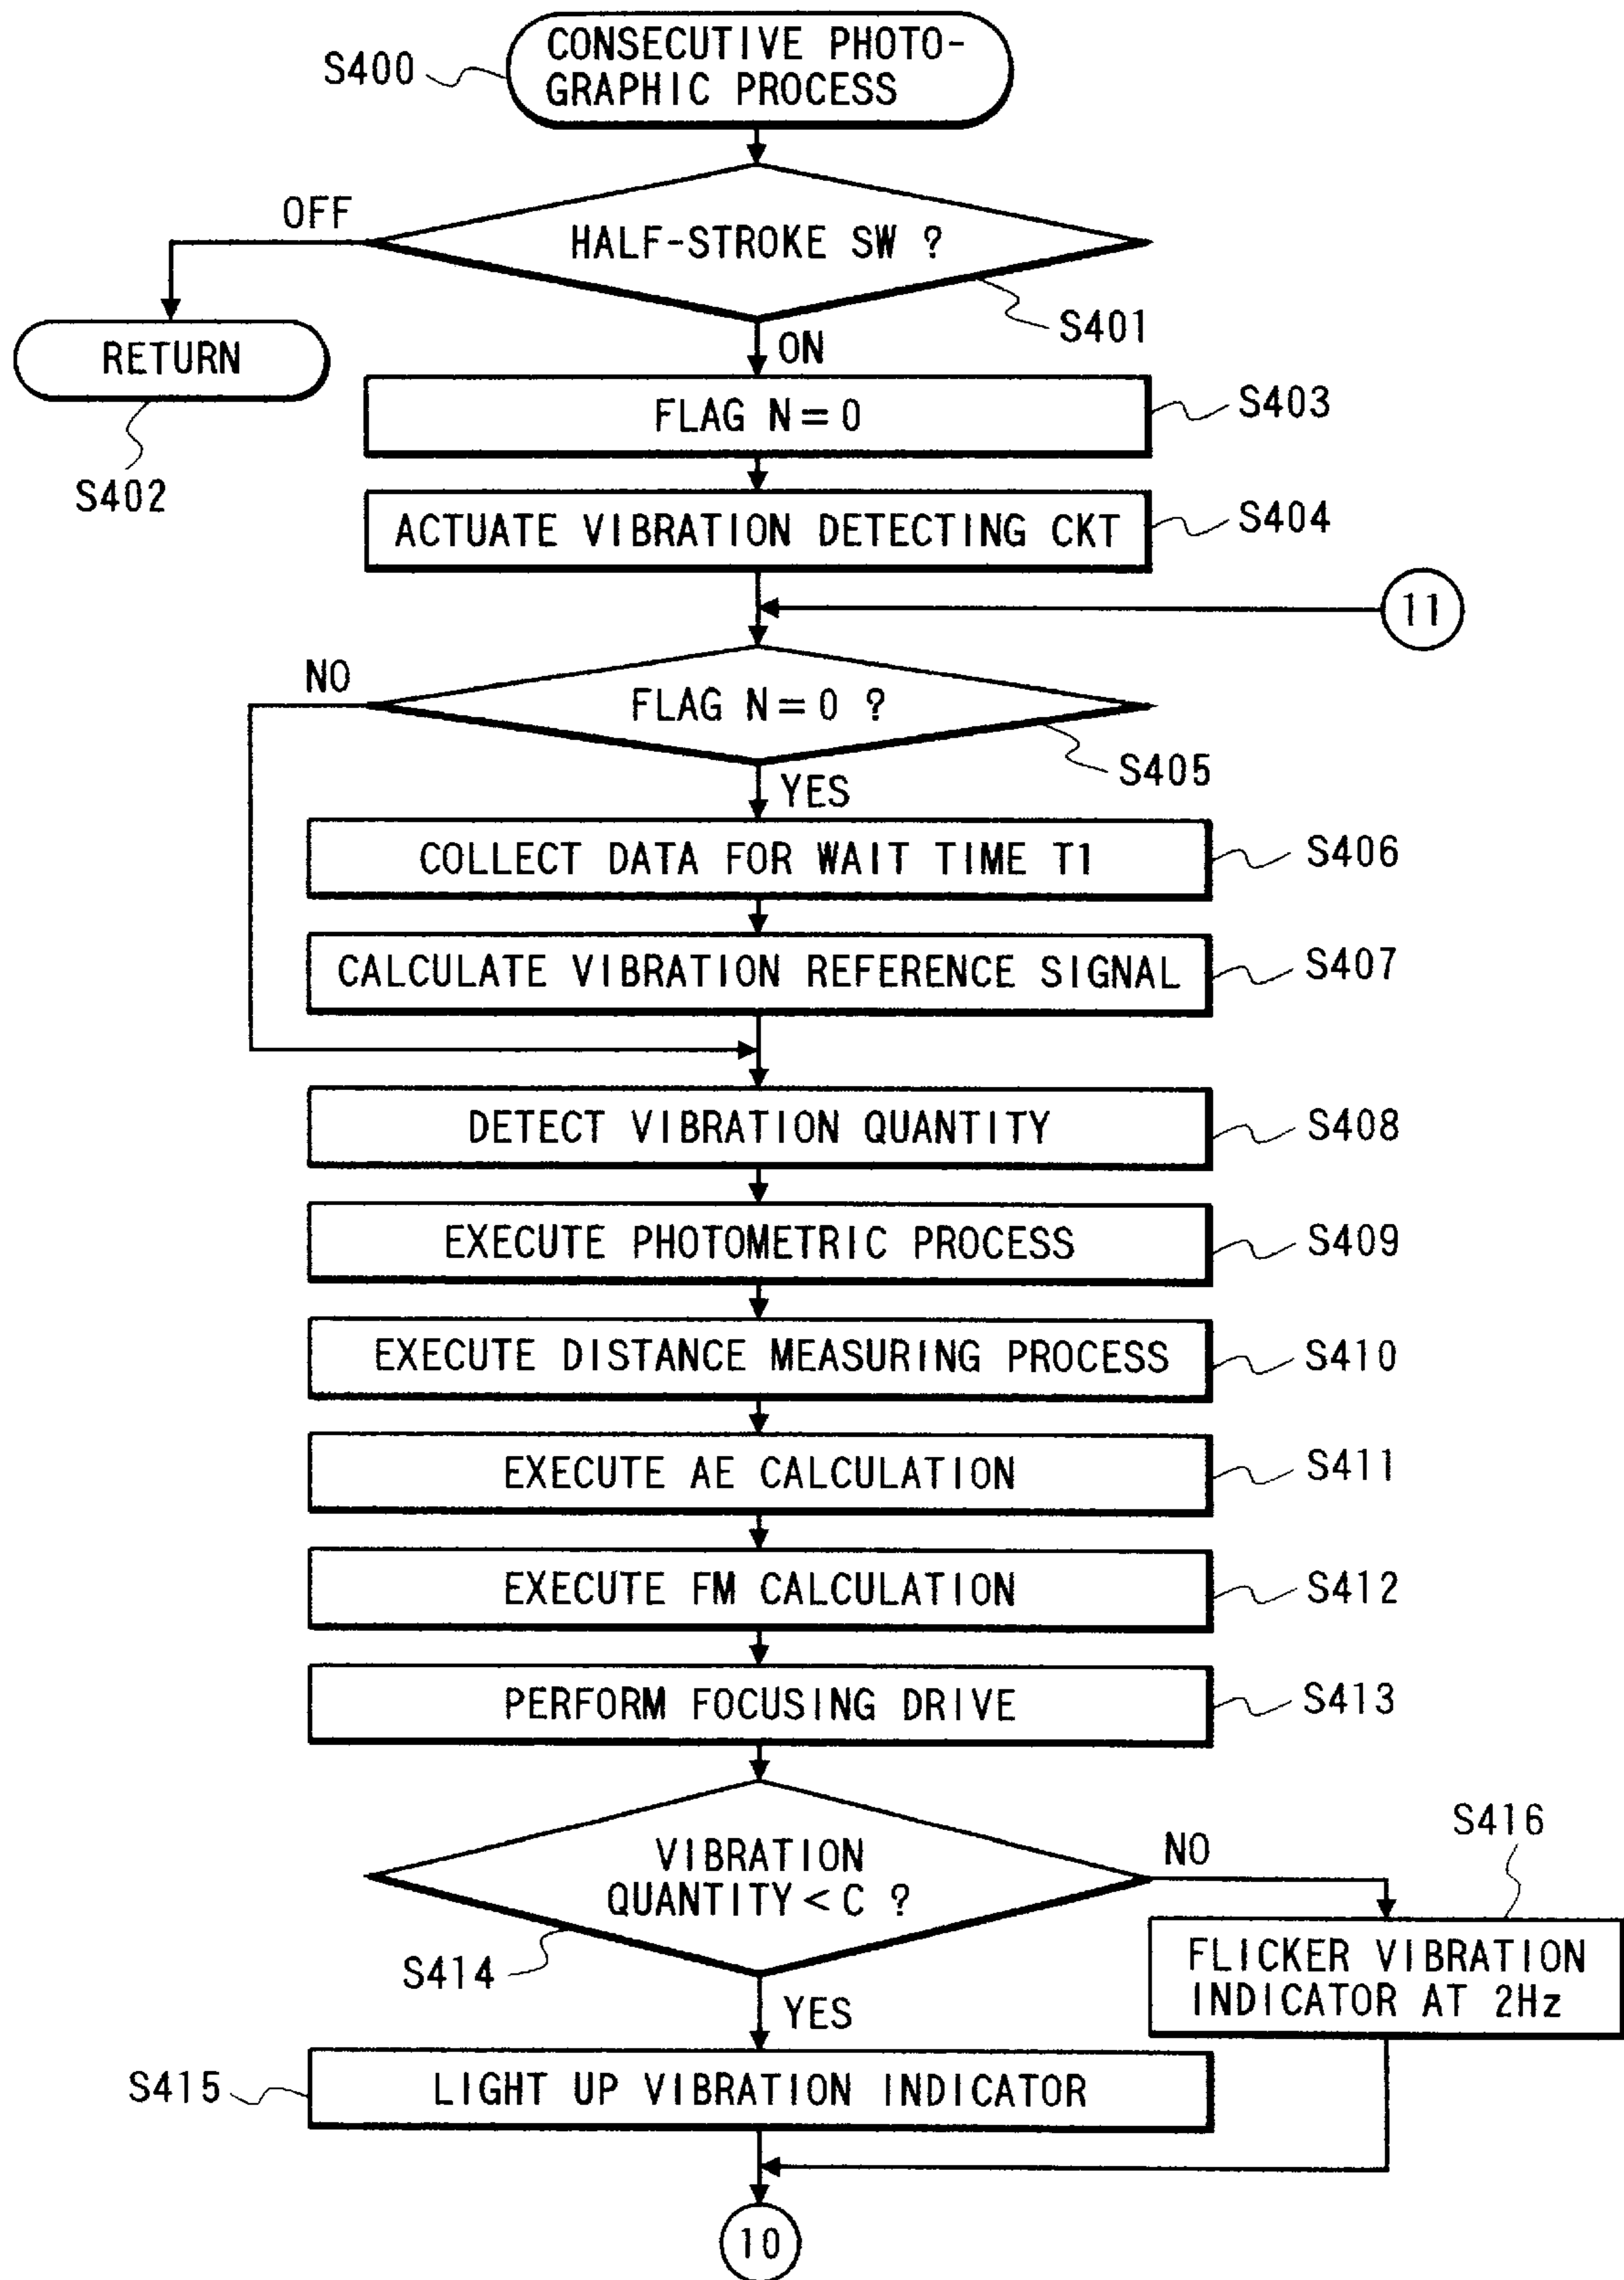 CONSECUTIVE PHOTO-
GRAPHIC PROCESS
S400
OFF
HALF-STROKE SW ?
S401
RETURN
S402
ON
FLAG N=0
S403
ACTUATE VIBRATION DETECTING CKT
S404
11
NO
FLAG N=0 ?
S405
YES
COLLECT DATA FOR WAIT TIME T1
S406
CALCULATE VIBRATION REFERENCE SIGNAL
S407
DETECT VIBRATION QUANTITY
S408
EXECUTE PHOTOMETRIC PROCESS
S409
EXECUTE DISTANCE MEASURING PROCESS
S410
EXECUTE AE CALCULATION
S411
EXECUTE FM CALCULATION
S412
PERFORM FOCUSING DRIVE
S413
VIBRATION
QUANTITY<C ?
S414
NO
S416
FLICKER VIBRATION
INDICATOR AT 2Hz
YES
S415
LIGHT UP VIBRATION INDICATOR
10